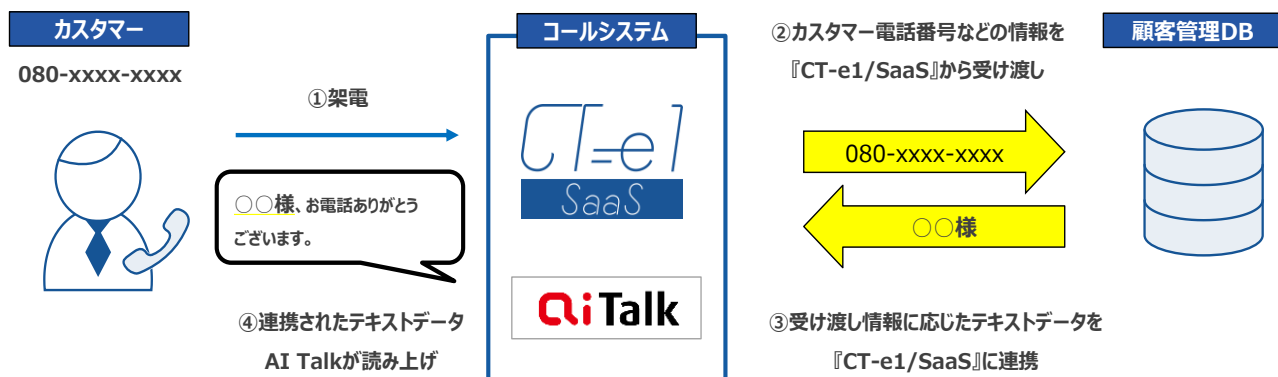 カスタマー
080-xxxx-xxxx
①架電
〇〇様、お電話ありがとう
ございます。
④連携されたテキストデータ
AI Talkが読み上げ
コールシステム
CT-e1
SaaS
AiTalk
②カスタマー電話番号などの情報を
『CT-e1/SaaS』から受け渡し
080-xxxx-xxxx
〇〇様
③受け渡し情報に応じたテキストデータを
『CT-e1/SaaS』に連携
顧客管理DB